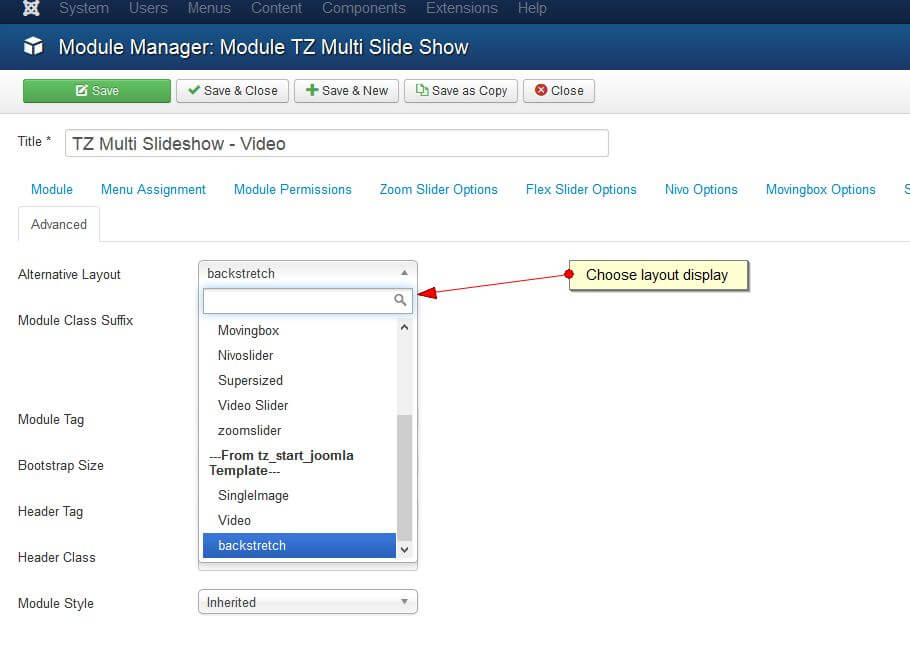 System Users Menus Content Components Extensions Help
Module Manager: Module TZ Multi Slide Show
Save Save & Close Save & New Save as Copy Close
Title * TZ Multi Slideshow - Video
Module Menu Assignment Module Permissions Zoom Slider Options Flex Slider Options Nivo Options Movingbox Options S
Advanced
Alternative Layout backstretch Choose layout display
Module Class Suffix
Movingbox
Nivoslider
Supersized
Video Slider
zoomslider
---From tz_start_joomla
Template---
SingleImage
Video
backstretch
Module Tag
Bootstrap Size
Header Tag
Header Class
Module Style Inherited